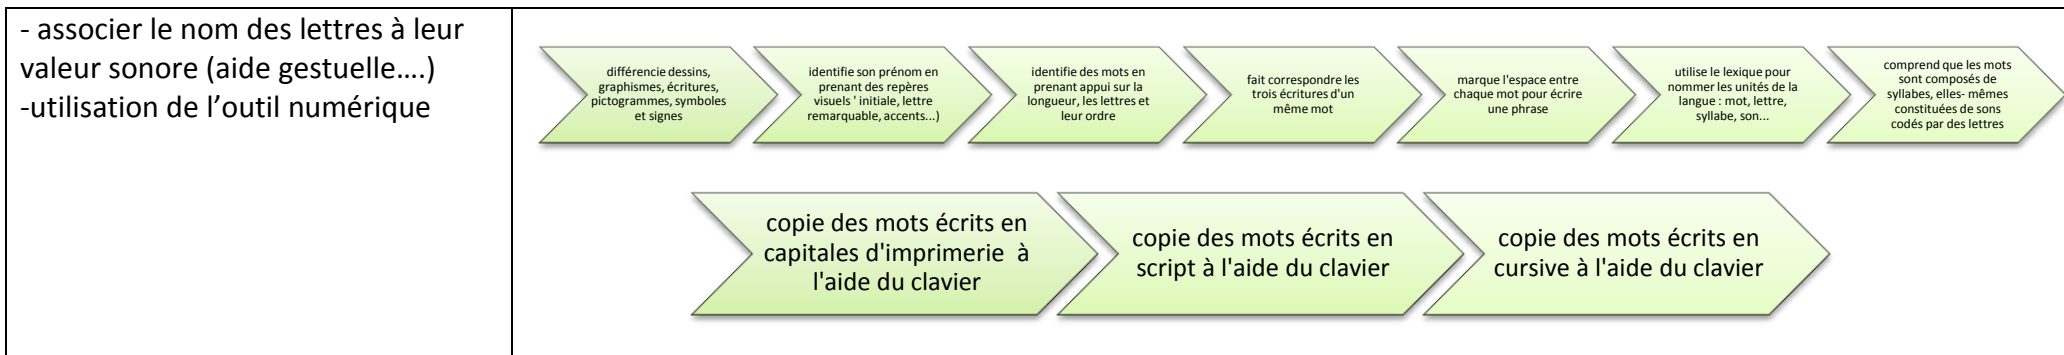 - associer le nom des lettres à leur
valeur sonore (aide gestuelle….)
-utilisation de l’outil numérique
différencie dessins,
graphismes, écritures,
pictogrammes, symboles
et signes
identifie son prénom en
prenant des repères
visuels ' initiale, lettre
remarquable, accents...)
identifie des mots en
prenant appui sur la
longueur, les lettres et
leur ordre
fait correspondre les
trois écritures d'un
même mot
marque l'espace entre
chaque mot pour écrire
une phrase
utilise le lexique pour
nommer les unités de la
langue : mot, lettre,
syllabe, son...
comprend que les mots
sont composés de
syllabes, elles- mêmes
constituées de sons
codés par des lettres
copie des mots écrits en
capitales d'imprimerie à
l'aide du clavier
copie des mots écrits en
script à l'aide du clavier
copie des mots écrits en
cursive à l'aide du clavier